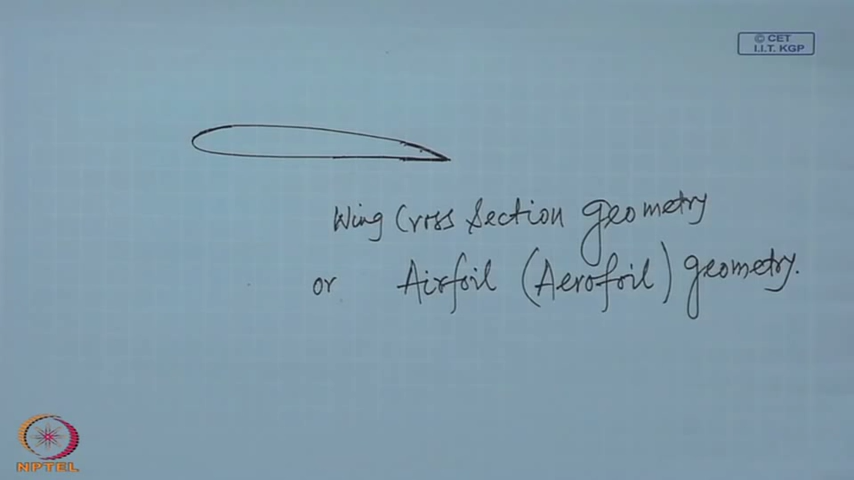 © CET
I.I.T. KGP
Wing Cross Section geometry
or Airfoil (Aerofoil) geometry.
NPTEL